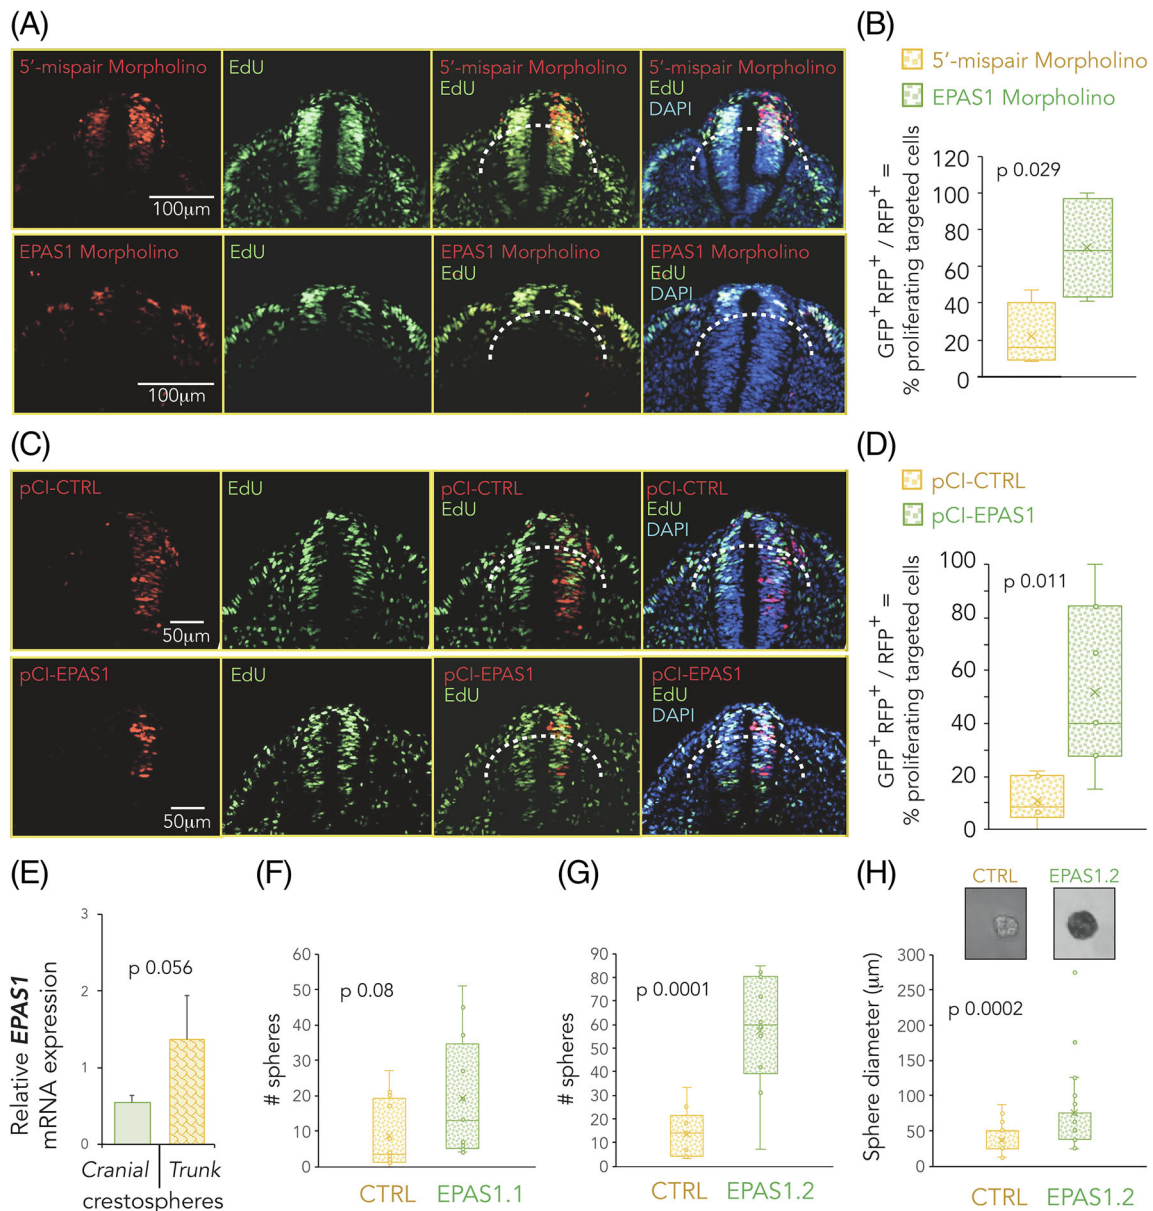 (A)
5′-mispair Morpholino
EdU
5′-mispair Morpholino
EdU
5′-mispair Morpholino
EdU
DAPI
100μm
EPAS1 Morpholino
EdU
EPAS1 Morpholino
EdU
EPAS1 Morpholino
EdU
DAPI
100μm
(B)
5′-mispair Morpholino
EPAS1 Morpholino
GFP⁺RFP⁺ / RFP⁺ =
% proliferating targeted cells
p 0.029
120
100
80
60
40
20
0
(C)
pCI-CTRL
EdU
pCI-CTRL
EdU
pCI-CTRL
EdU
DAPI
50μm
pCI-EPAS1
EdU
pCI-EPAS1
EdU
pCI-EPAS1
EdU
DAPI
50μm
(D)
pCI-CTRL
pCI-EPAS1
GFP⁺RFP⁺ / RFP⁺ =
% proliferating targeted cells
p 0.011
100
80
60
40
20
0
(E)
Relative EPAS1
mRNA expression
p 0.056
3
2
1
0
Cranial Trunk
crestospheres
(F)
# spheres
p 0.08
60
50
40
30
20
10
0
CTRL EPAS1.1
(G)
# spheres
p 0.0001
90
80
70
60
50
40
30
20
10
0
CTRL EPAS1.2
(H)
CTRL EPAS1.2
Sphere diameter (μm)
p 0.0002
300
250
200
150
100
50
0
CTRL EPAS1.2